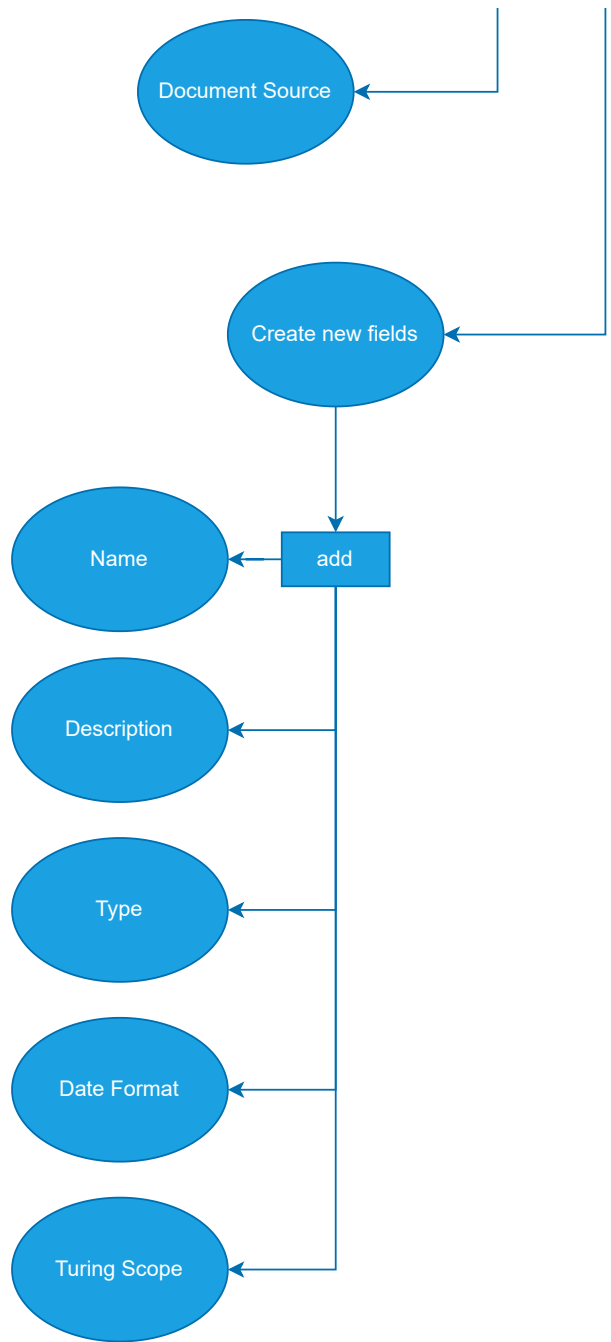 Document Source
Create new fields
Name
add
Description
Type
Date Format
Turing Scope